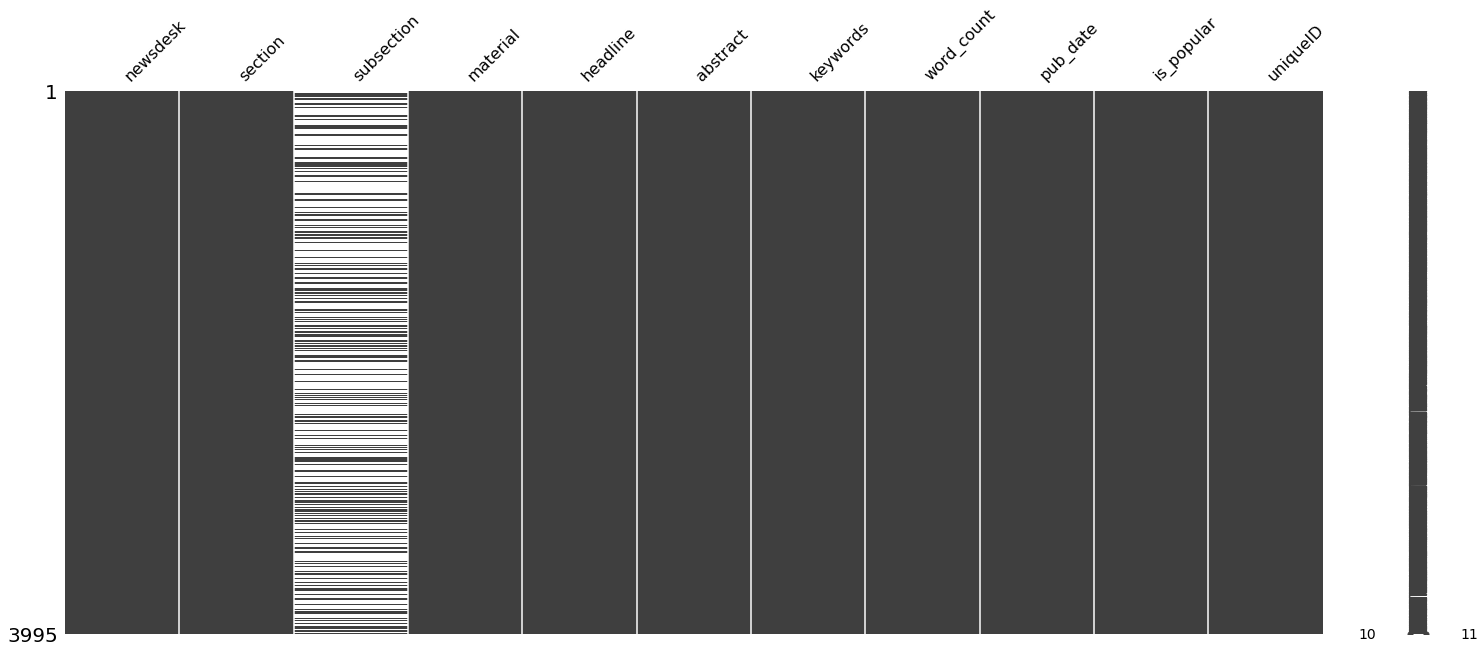 newsdesk
section
subsection
material
headline
abstract
keywords
word_count
pub_date
is_popular
uniqueID
1
3995
10
11